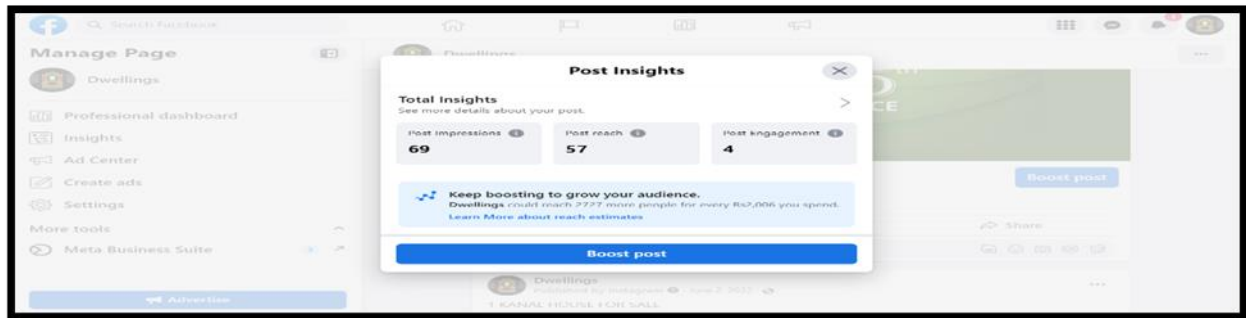 Search Facebook
Manage Page
Dwellings
Professional dashboard
Insights
Ad Center
Create ads
Settings
More tools
Meta Business Suite
Advertise
Dwellings
Post Insights
Total Insights
See more details about your post.
Post Impressions
69
Post reach
57
Post Engagement
4
Keep boosting to grow your audience.
Dwellings could reach 2727 more people for every Rs2,006 you spend.
Learn More about reach estimates
Boost post
Boost post
Share
Dwellings
Published by Instagram
1 KANAL HOUSE FOR SALE